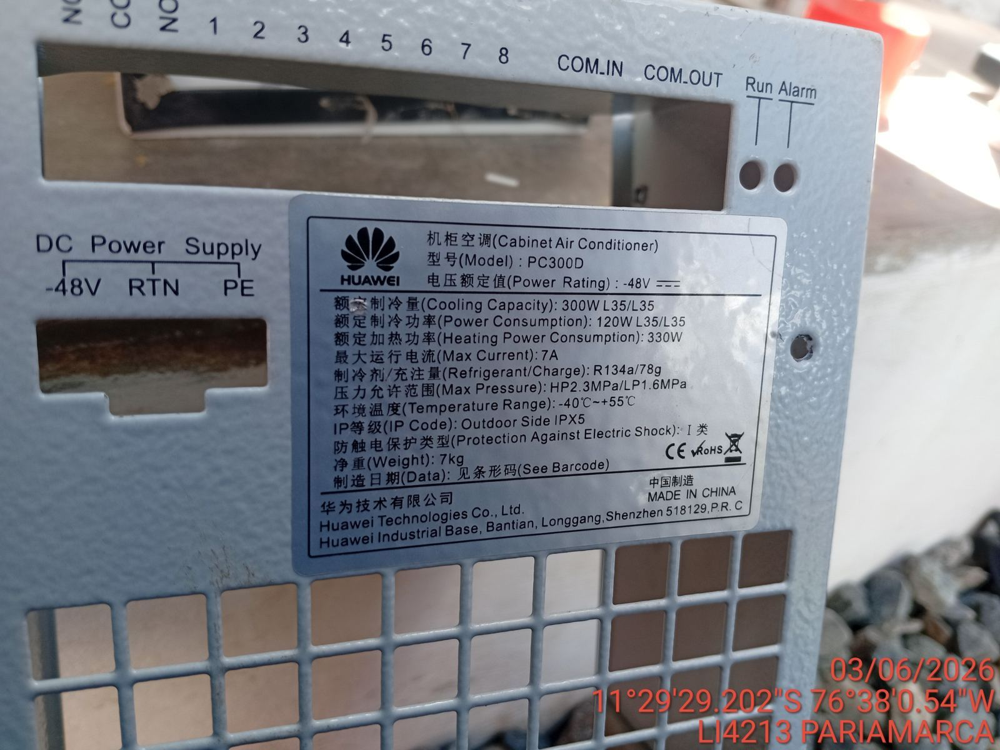 NC
CO
NO
1 2 3 4 5 6 7 8 COM_IN COM_OUT Run Alarm
DC Power Supply
-48V RTN PE
HUAWEI
机柜空调(Cabinet Air Conditioner)
型号(Model) : PC300D
电压额定值(Power Rating) : -48V
额定制冷量(Cooling Capacity): 300W L35/L35
额定制冷功率(Power Consumption): 120W L35/L35
额定加热功率(Heating Power Consumption): 330W
最大运行电流(Max Current): 7A
制冷剂/充注量(Refrigerant/Charge): R134a/78g
压力允许范围(Max Pressure): HP2.3MPa/LP1.6MPa
环境温度(Temperature Range): -40℃~+55℃
IP等级(IP Code): Outdoor Side IPX5
防触电保护类型(Protection Against Electric Shock): I 类
净重(Weight): 7kg
制造日期(Data): 见条形码(See Barcode)
CE RoHS
华为技术有限公司
中国制造
MADE IN CHINA
Huawei Technologies Co., Ltd.
Huawei Industrial Base, Bantian, Longgang,Shenzhen 518129,P.R. C
03/06/2026
11°29'29.202"S 76°38'0.54"W
LI4213 PARIAMARCA